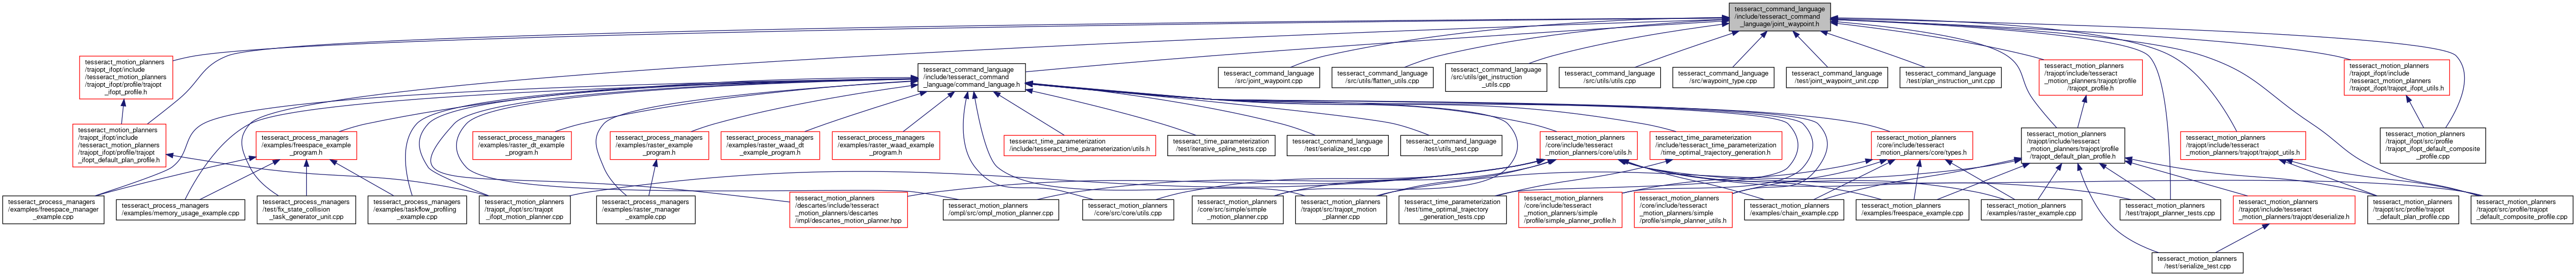 tesseract_command_language
/include/tesseract_command
_language/joint_waypoint.h
tesseract_motion_planners
/trajopt_ifopt/include
/tesseract_motion_planners
/trajopt_ifopt/profile/trajopt
_ifopt_profile.h
tesseract_command_language
/include/tesseract_command
_language/command_language.h
tesseract_command_language
/src/joint_waypoint.cpp
tesseract_command_language
/src/utils/flatten_utils.cpp
tesseract_command_language
/src/utils/get_instruction
_utils.cpp
tesseract_command_language
/src/utils/utils.cpp
tesseract_command_language
/src/waypoint_type.cpp
tesseract_command_language
/test/joint_waypoint_unit.cpp
tesseract_command_language
/test/plan_instruction_unit.cpp
tesseract_motion_planners
/trajopt/include/tesseract
_motion_planners/trajopt/profile
/trajopt_profile.h
tesseract_motion_planners
/trajopt_ifopt/include
/tesseract_motion_planners
/trajopt_ifopt/trajopt_ifopt_utils.h
tesseract_motion_planners
/trajopt_ifopt/include
/tesseract_motion_planners
/trajopt_ifopt/profile/trajopt
_ifopt_default_plan_profile.h
tesseract_process_managers
/examples/freespace_example
_program.h
tesseract_process_managers
/examples/raster_dt_example
_program.h
tesseract_process_managers
/examples/raster_example
_program.h
tesseract_process_managers
/examples/raster_waad_dt
_example_program.h
tesseract_process_managers
/examples/raster_waad_example
_program.h
tesseract_time_parameterization
/include/tesseract_time_parameterization/utils.h
tesseract_time_parameterization
/test/iterative_spline_tests.cpp
tesseract_command_language
/test/serialize_test.cpp
tesseract_command_language
/test/utils_test.cpp
tesseract_motion_planners
/core/include/tesseract
_motion_planners/core/utils.h
tesseract_time_parameterization
/include/tesseract_time_parameterization
/time_optimal_trajectory_generation.h
tesseract_motion_planners
/core/include/tesseract
_motion_planners/core/types.h
tesseract_motion_planners
/trajopt/include/tesseract
_motion_planners/trajopt/profile
/trajopt_default_plan_profile.h
tesseract_motion_planners
/trajopt/include/tesseract
_motion_planners/trajopt/trajopt_utils.h
tesseract_motion_planners
/trajopt_ifopt/src/profile
/trajopt_ifopt_default_composite
_profile.cpp
tesseract_process_managers
/examples/freespace_manager
_example.cpp
tesseract_process_managers
/examples/memory_usage_example.cpp
tesseract_process_managers
/test/fix_state_collision
_task_generator_unit.cpp
tesseract_process_managers
/examples/taskflow_profiling
_example.cpp
tesseract_motion_planners
/trajopt_ifopt/src/trajopt
_ifopt_motion_planner.cpp
tesseract_process_managers
/examples/raster_manager
_example.cpp
tesseract_motion_planners
/descartes/include/tesseract
_motion_planners/descartes
/impl/descartes_motion_planner.hpp
tesseract_motion_planners
/ompl/src/ompl_motion_planner.cpp
tesseract_motion_planners
/core/src/core/utils.cpp
tesseract_motion_planners
/core/src/simple/simple
_motion_planner.cpp
tesseract_motion_planners
/trajopt/src/trajopt_motion
_planner.cpp
tesseract_time_parameterization
/test/time_optimal_trajectory
_generation_tests.cpp
tesseract_motion_planners
/core/include/tesseract
_motion_planners/simple
/profile/simple_planner_profile.h
tesseract_motion_planners
/core/include/tesseract
_motion_planners/simple
/profile/simple_planner_utils.h
tesseract_motion_planners
/examples/chain_example.cpp
tesseract_motion_planners
/examples/freespace_example.cpp
tesseract_motion_planners
/examples/raster_example.cpp
tesseract_motion_planners
/test/trajopt_planner_tests.cpp
tesseract_motion_planners
/trajopt/include/tesseract
_motion_planners/trajopt/deserialize.h
tesseract_motion_planners
/trajopt/src/profile/trajopt
_default_plan_profile.cpp
tesseract_motion_planners
/trajopt/src/profile/trajopt
_default_composite_profile.cpp
tesseract_motion_planners
/test/serialize_test.cpp